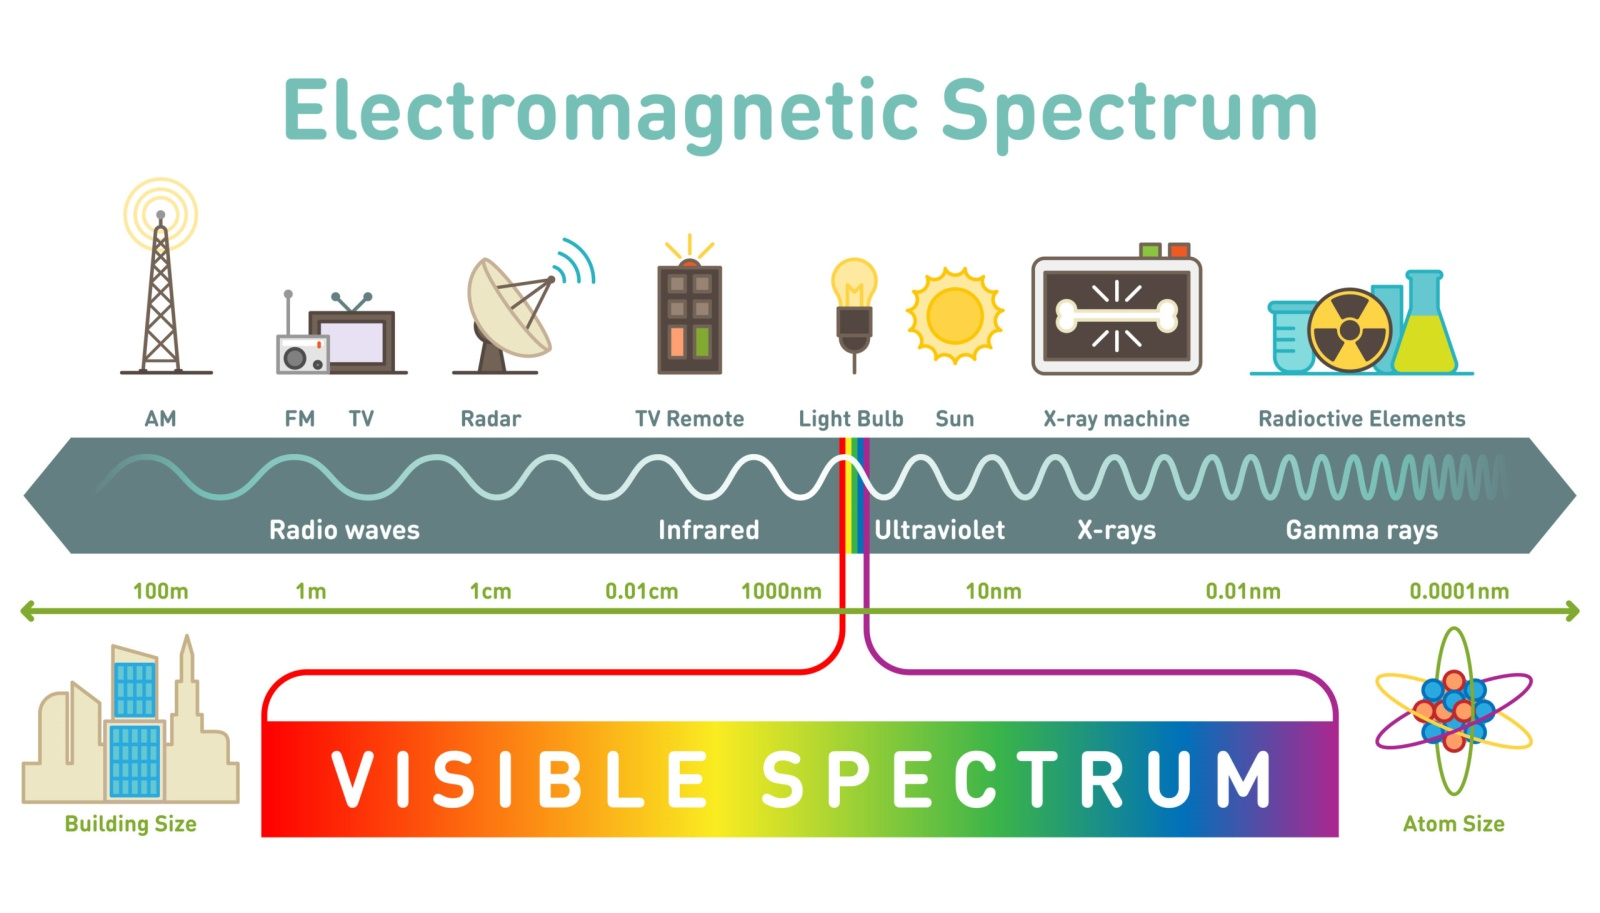 Electromagnetic Spectrum
AM FM TV Radar TV Remote Light Bulb Sun X-ray machine Radioctive Elements
Radio waves Infrared Ultraviolet X-rays Gamma rays
100m 1m 1cm 0.01cm 1000nm 10nm 0.01nm 0.0001nm
VISIBLE SPECTRUM
Building Size Atom Size